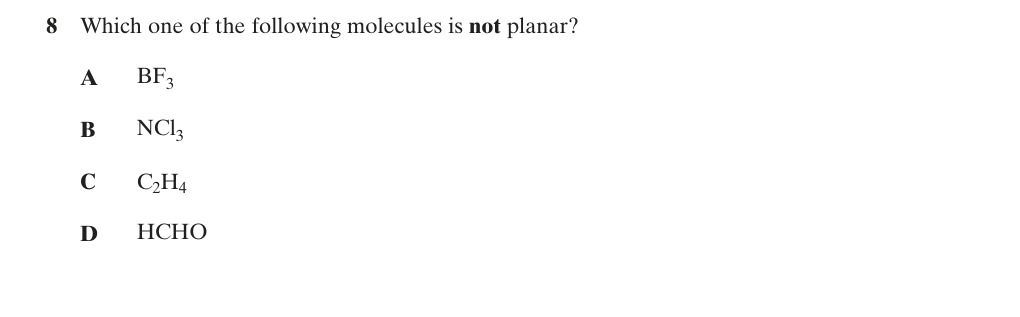 8 Which one of the following molecules is not planar?
A BF₃
B NCl₃
C C₂H₄
D HCHO